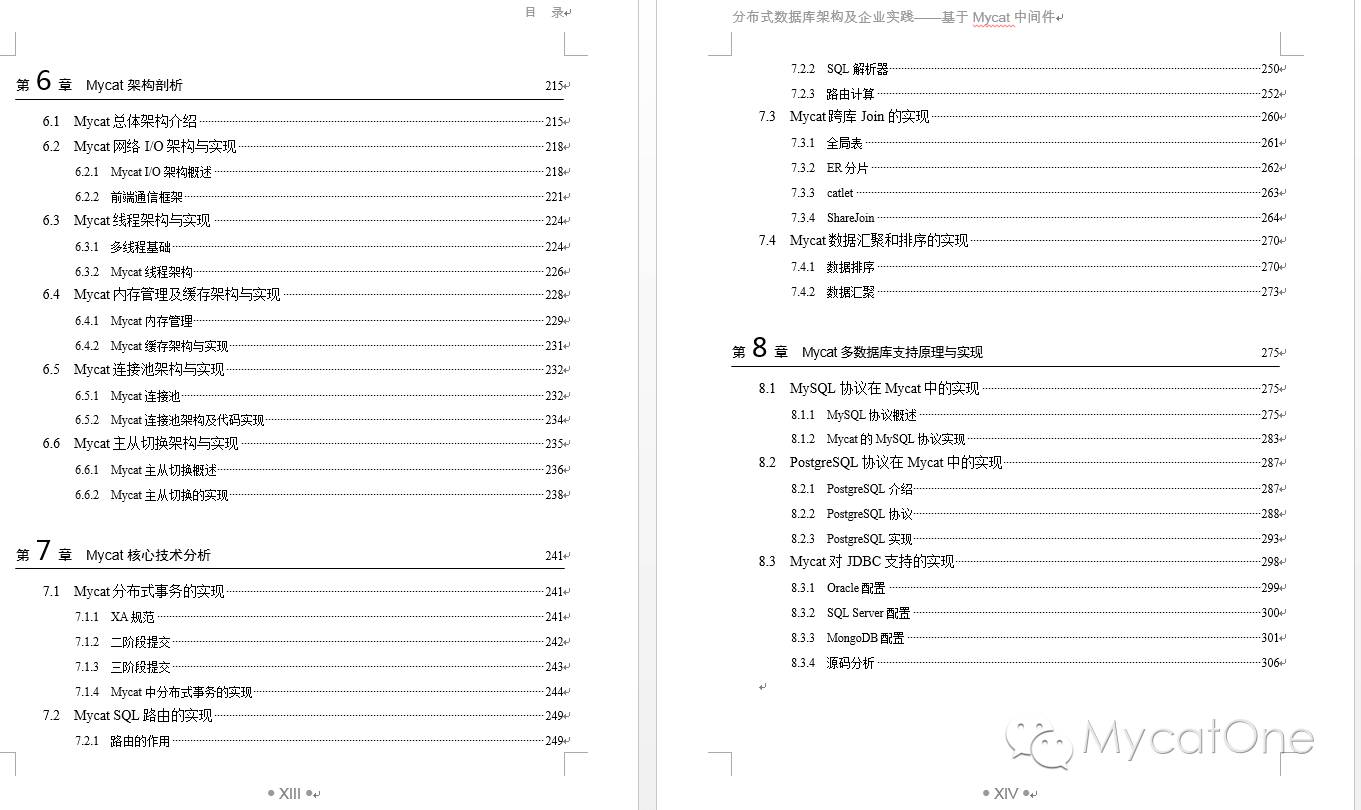 目 录
第 6 章 Mycat 架构剖析 215
6.1 Mycat 总体架构介绍 215
6.2 Mycat 网络 I/O 架构与实现 218
6.2.1 Mycat I/O 架构概述 218
6.2.2 前端通信框架 221
6.3 Mycat 线程架构与实现 224
6.3.1 多线程基础 224
6.3.2 Mycat 线程架构 226
6.4 Mycat 内存管理及缓存架构与实现 228
6.4.1 Mycat 内存管理 229
6.4.2 Mycat 缓存架构与实现 231
6.5 Mycat 连接池架构与实现 232
6.5.1 Mycat 连接池 232
6.5.2 Mycat 连接池架构及代码实现 234
6.6 Mycat 主从切换架构与实现 235
6.6.1 Mycat 主从切换概述 236
6.6.2 Mycat 主从切换的实现 238
第 7 章 Mycat 核心技术分析 241
7.1 Mycat 分布式事务的实现 241
7.1.1 XA 规范 241
7.1.2 二阶段提交 242
7.1.3 三阶段提交 243
7.1.4 Mycat 中分布式事务的实现 244
7.2 Mycat SQL 路由的实现 249
7.2.1 路由的作用 249
• XIII •
分布式数据库架构及企业实践——基于 Mycat 中间件
7.2.2 SQL 解析器 250
7.2.3 路由计算 252
7.3 Mycat 跨库 Join 的实现 260
7.3.1 全局表 261
7.3.2 ER 分片 262
7.3.3 catlet 263
7.3.4 ShareJoin 264
7.4 Mycat 数据汇聚和排序的实现 270
7.4.1 数据排序 270
7.4.2 数据汇聚 273
第 8 章 Mycat 多数据库支持原理与实现 275
8.1 MySQL 协议在 Mycat 中的实现 275
8.1.1 MySQL 协议概述 275
8.1.2 Mycat 的 MySQL 协议实现 283
8.2 PostgreSQL 协议在 Mycat 中的实现 287
8.2.1 PostgreSQL 介绍 287
8.2.2 PostgreSQL 协议 288
8.2.3 PostgreSQL 实现 293
8.3 Mycat 对 JDBC 支持的实现 298
8.3.1 Oracle 配置 299
8.3.2 SQL Server 配置 300
8.3.3 MongoDB 配置 301
8.3.4 源码分析 306
MycatOne
• XIV •